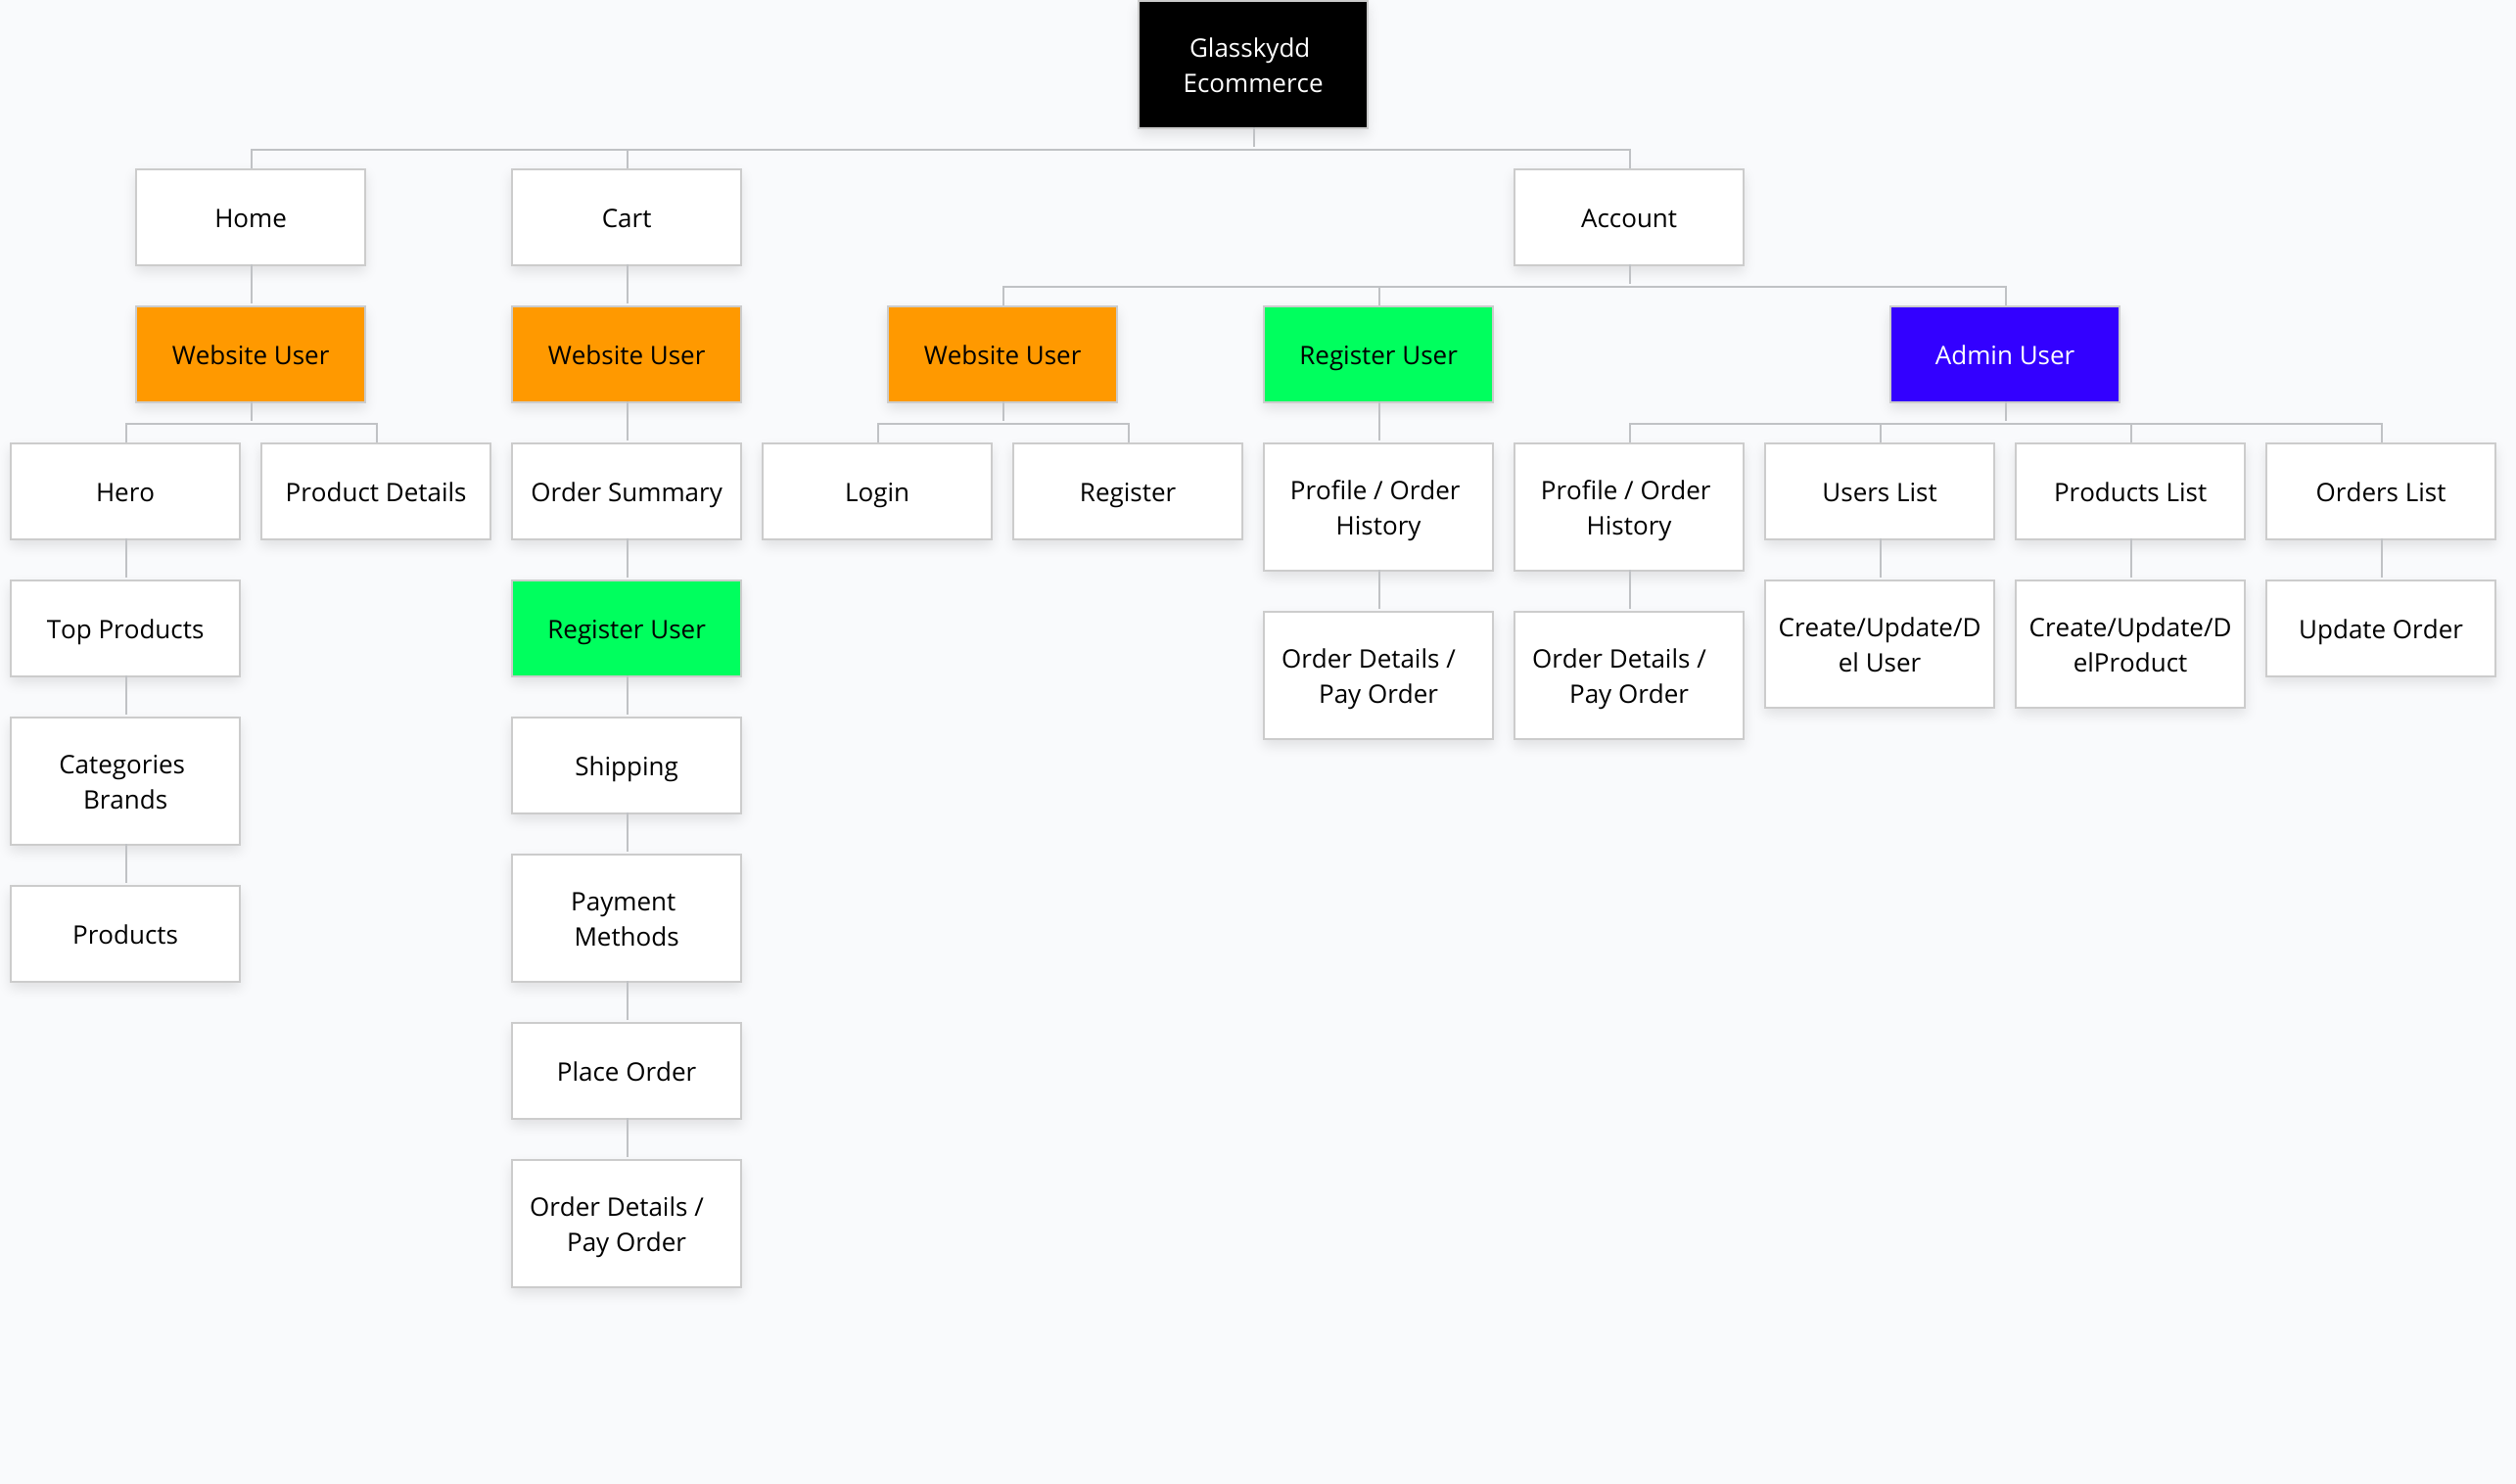 Glasskydd
Ecommerce
Home
Cart
Account
Website User
Website User
Website User
Register User
Admin User
Hero
Product Details
Order Summary
Login
Register
Profile / Order
History
Profile / Order
History
Users List
Products List
Orders List
Top Products
Register User
Order Details /
Pay Order
Order Details /
Pay Order
Create/Update/D
el User
Create/Update/D
elProduct
Update Order
Categories
Brands
Shipping
Products
Payment
Methods
Place Order
Order Details /
Pay Order